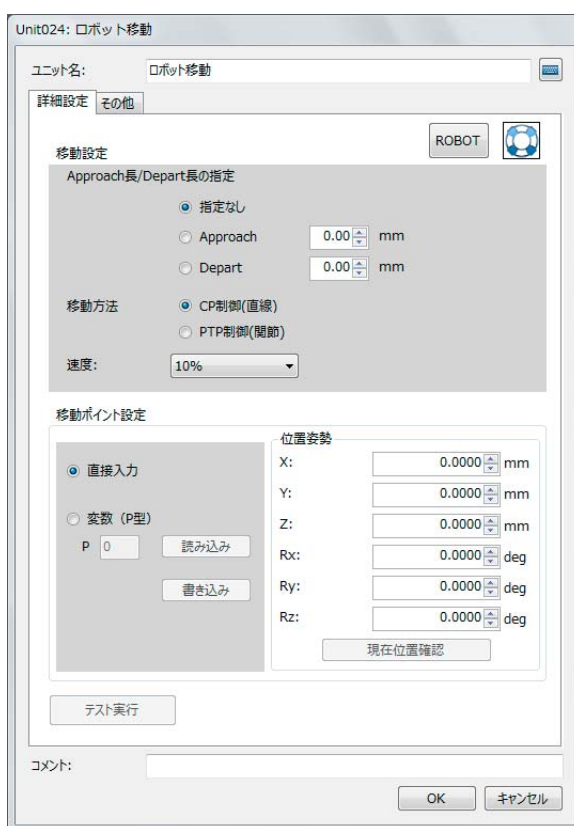 Unit024: ロボット移動
ユニット名: ロボット移動
詳細設定 その他
ROBOT
移動設定
Approach長/Depart長の指定
指定なし
Approach 0.00 mm
Depart 0.00 mm
移動方法 CP制御(直線)
PTP制御(関節)
速度: 10%
移動ポイント設定
位置姿勢
直接入力
変数（P型）
P 0 読み込み
書き込み
X: 0.0000 mm
Y: 0.0000 mm
Z: 0.0000 mm
Rx: 0.0000 deg
Ry: 0.0000 deg
Rz: 0.0000 deg
現在位置確認
テスト実行
コメント:
OK キャンセル